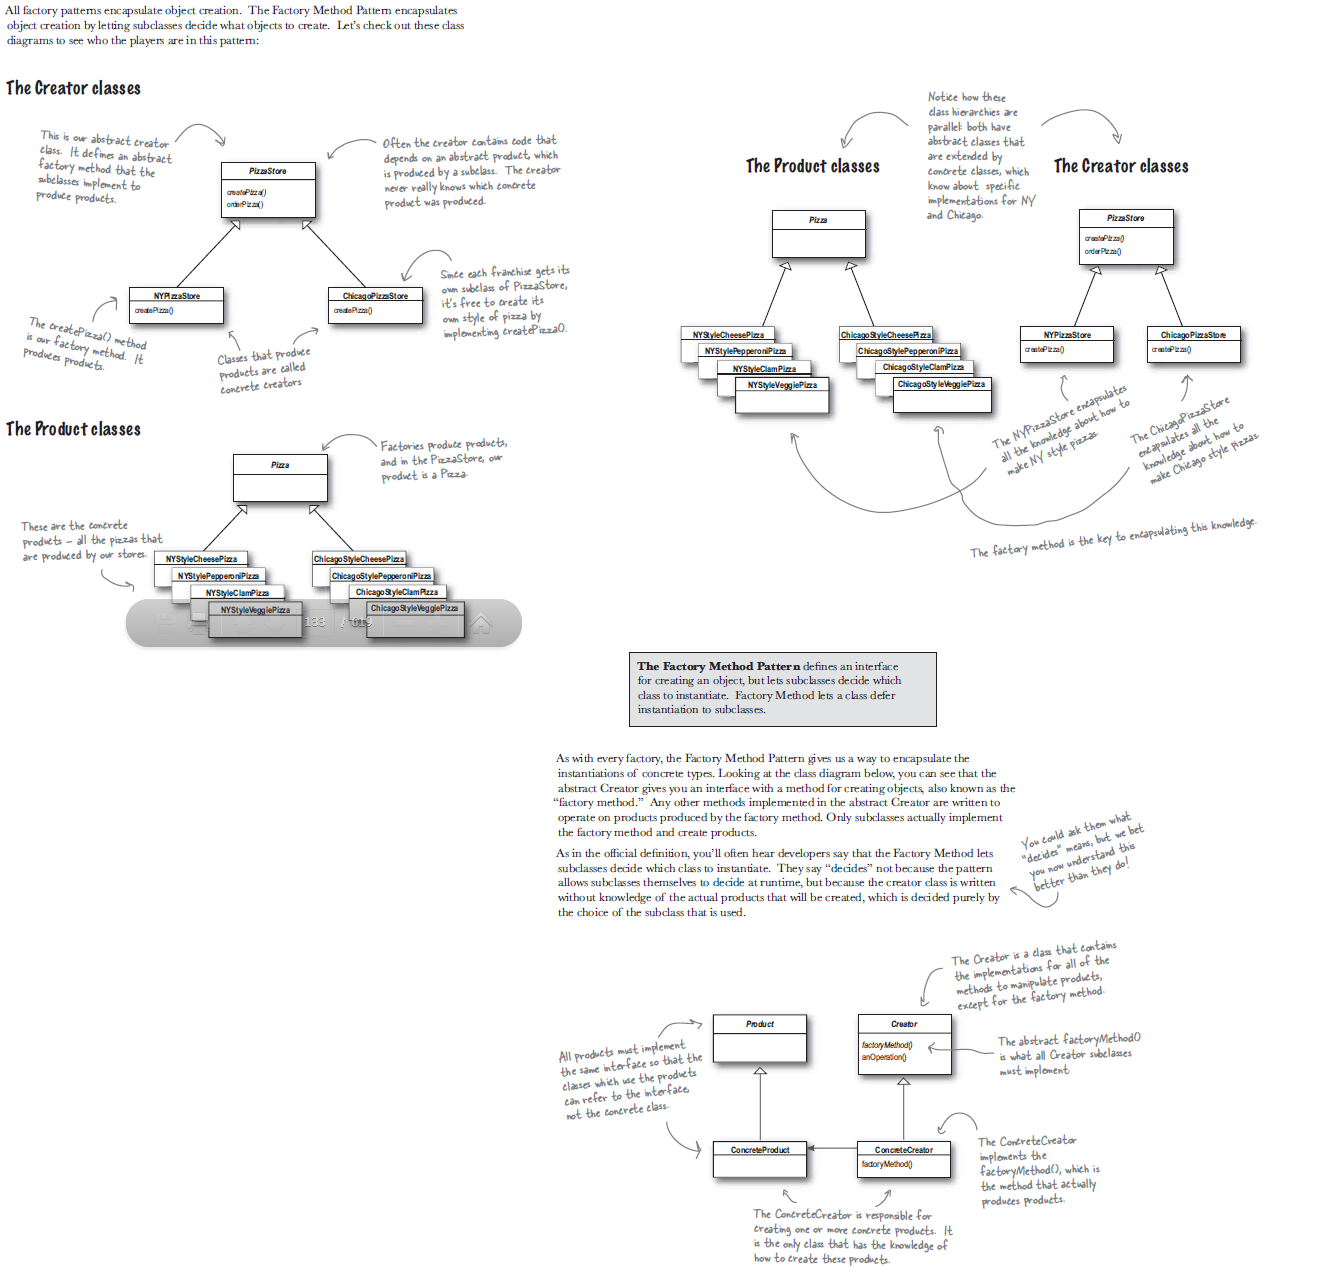 All factory patterns encapsulate object creation. The Factory Method Pattern encapsulates
object creation by letting subclasses decide what objects to create. Let's check out these class
diagrams to see who the players are in this pattern:
The Creator classes
This is our abstract creator
class. It defines an abstract
factory method that the
subclasses implement to
produce products.
Often the creator contains code that
depends on an abstract product, which
is produced by a subclass. The creator
never really knows which concrete
product was produced.
PizzaStore
createPizza()
orderPizza()
Since each franchise gets its
own subclass of PizzaStore,
it's free to create its
own style of pizza by
implementing createPizza().
NYPizzaStore
createPizza()
ChicagoPizzaStore
createPizza()
The createPizza() method
is our factory method. It
produces products.
Classes that produce
products are called
concrete creators
The Product classes
Factories produce products,
and in the PizzaStore, our
product is a Pizza.
Pizza
These are the concrete
products – all the pizzas that
are produced by our stores.
NYStyleCheesePizza
NYStylePepperoniPizza
NYStyleClamPizza
NYStyleVeggiePizza
ChicagoStyleCheesePizza
ChicagoStylePepperoniPizza
ChicagoStyleClamPizza
ChicagoStyleVeggiePizza
133 / 619
Notice how these
class hierarchies are
parallel: both have
abstract classes that
are extended by
concrete classes, which
know about specific
implementations for NY
and Chicago.
The Product classes
The Creator classes
Pizza
PizzaStore
createPizza()
orderPizza()
NYStyleCheesePizza
NYStylePepperoniPizza
NYStyleClamPizza
NYStyleVeggiePizza
ChicagoStyleCheesePizza
ChicagoStylePepperoniPizza
ChicagoStyleClamPizza
ChicagoStyleVeggiePizza
NYPizzaStore
createPizza()
ChicagoPizzaStore
createPizza()
The NYPizzaStore encapsulates
all the knowledge about how to
make NY style pizzas.
The ChicagoPizzaStore
encapsulates all the
knowledge about how to
make Chicago style pizzas.
The factory method is the key to encapsulating this knowledge.
The Factory Method Pattern defines an interface
for creating an object, but lets subclasses decide which
class to instantiate. Factory Method lets a class defer
instantiation to subclasses.
As with every factory, the Factory Method Pattern gives us a way to encapsulate the
instantiations of concrete types. Looking at the class diagram below, you can see that the
abstract Creator gives you an interface with a method for creating objects, also known as the
“factory method.” Any other methods implemented in the abstract Creator are written to
operate on products produced by the factory method. Only subclasses actually implement
the factory method and create products.
As in the official definition, you'll often hear developers say that the Factory Method lets
subclasses decide which class to instantiate. They say “decides” not because the pattern
allows subclasses themselves to decide at runtime, but because the creator class is written
without knowledge of the actual products that will be created, which is decided purely by
the choice of the subclass that is used.
You could ask them what
“decides” means, but we bet
you now understand this
better than they do!
The Creator is a class that contains
the implementations for all of the
methods to manipulate products,
except for the factory method.
Product
Creator
factoryMethod()
anOperation()
The abstract factoryMethod()
is what all Creator subclasses
must implement.
All products must implement
the same interface so that the
classes which use the products
can refer to the interface,
not the concrete class.
ConcreteProduct
ConcreteCreator
factoryMethod()
The ConcreteCreator
implements the
factoryMethod(), which is
the method that actually
produces products.
The ConcreteCreator is responsible for
creating one or more concrete products. It
is the only class that has the knowledge of
how to create these products.